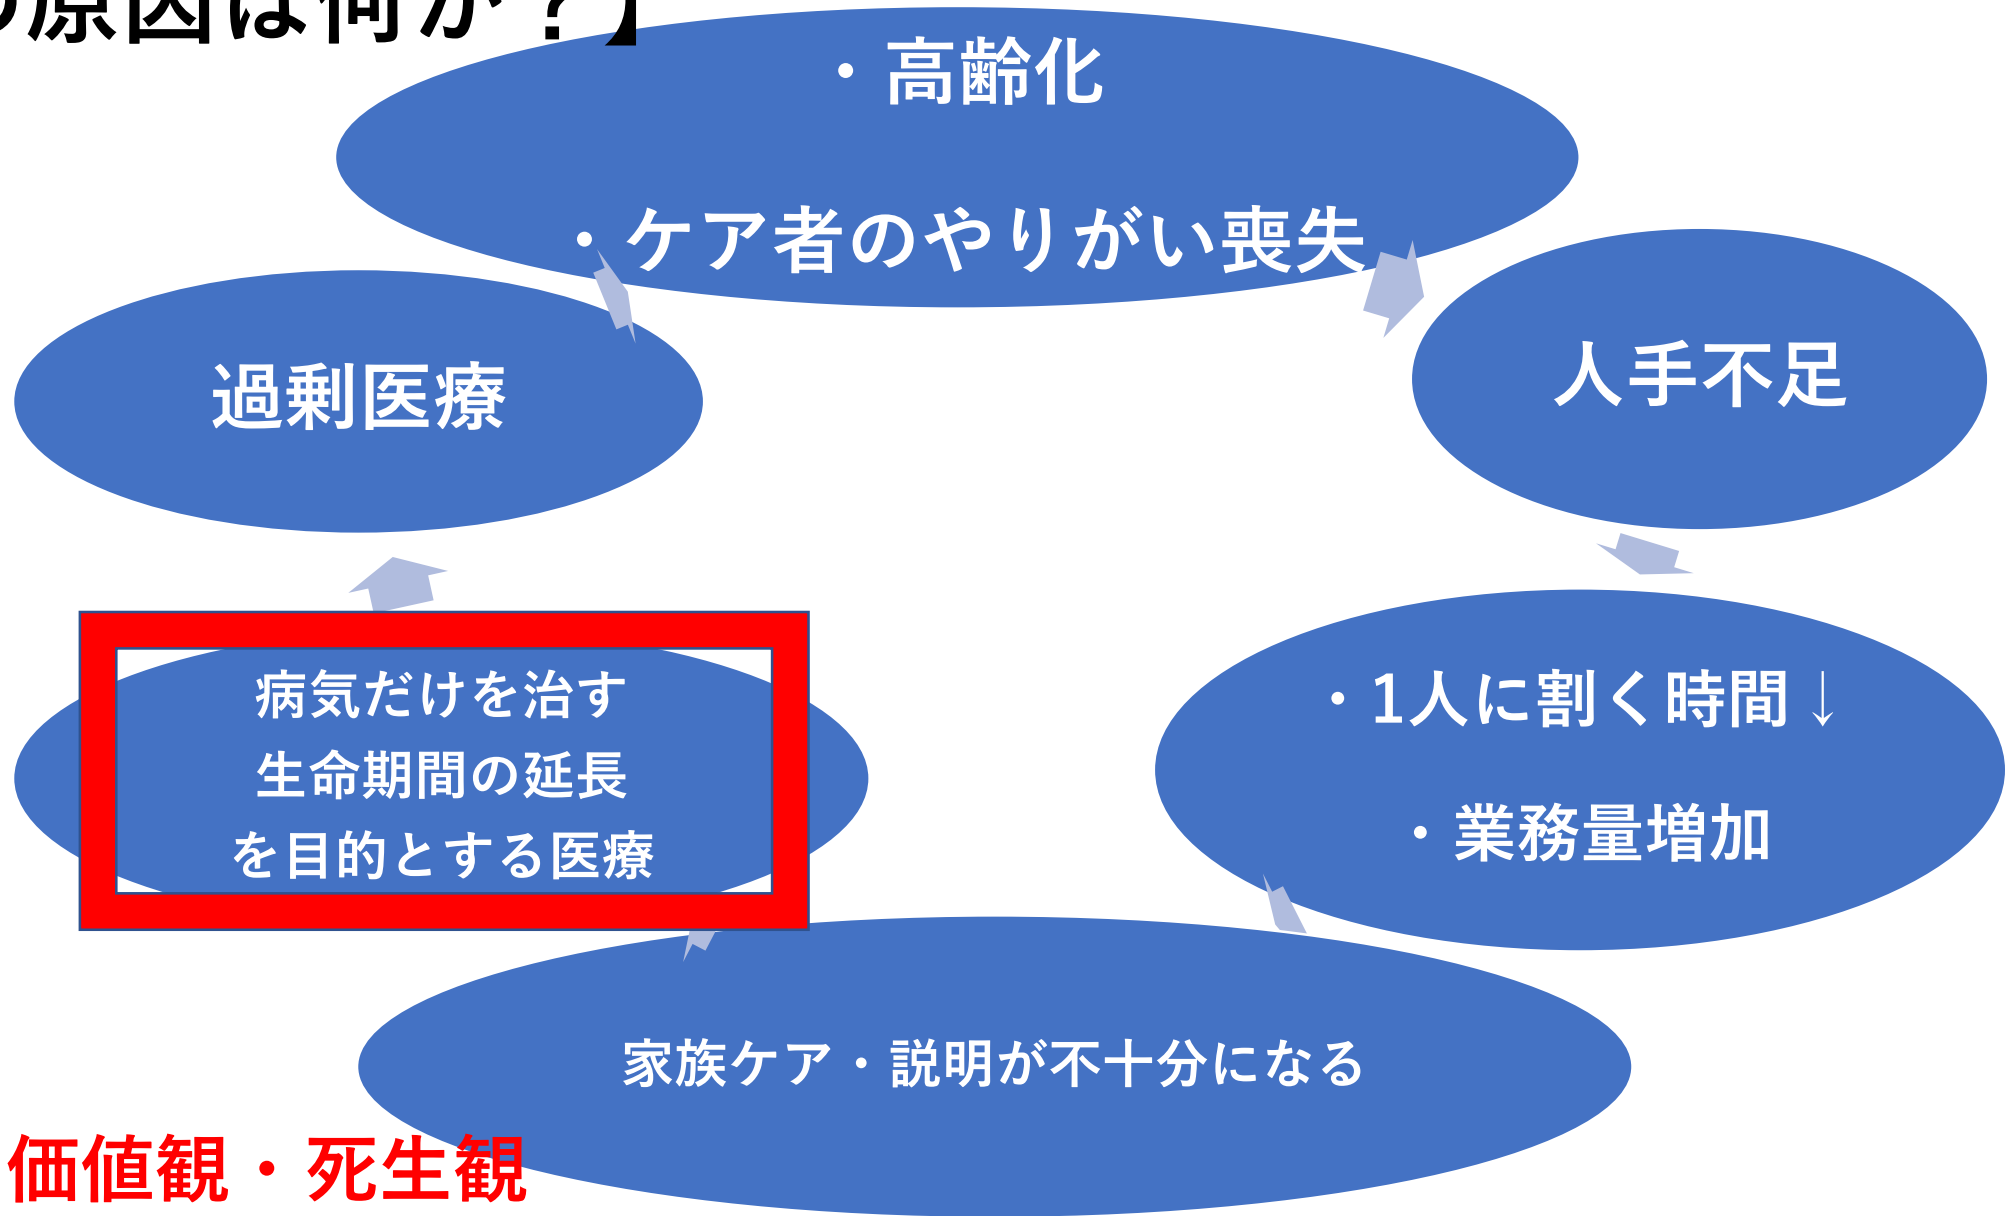 の原因は何か？】
・高齢化
・ケア者のやりがい喪失
人手不足
・1人に割く時間↓
・業務量増加
家族ケア・説明が不十分になる
病気だけを治す
生命期間の延長
を目的とする医療
過剰医療
価値観・死生観